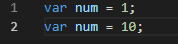 1 var num = 1;
2 var num = 10;